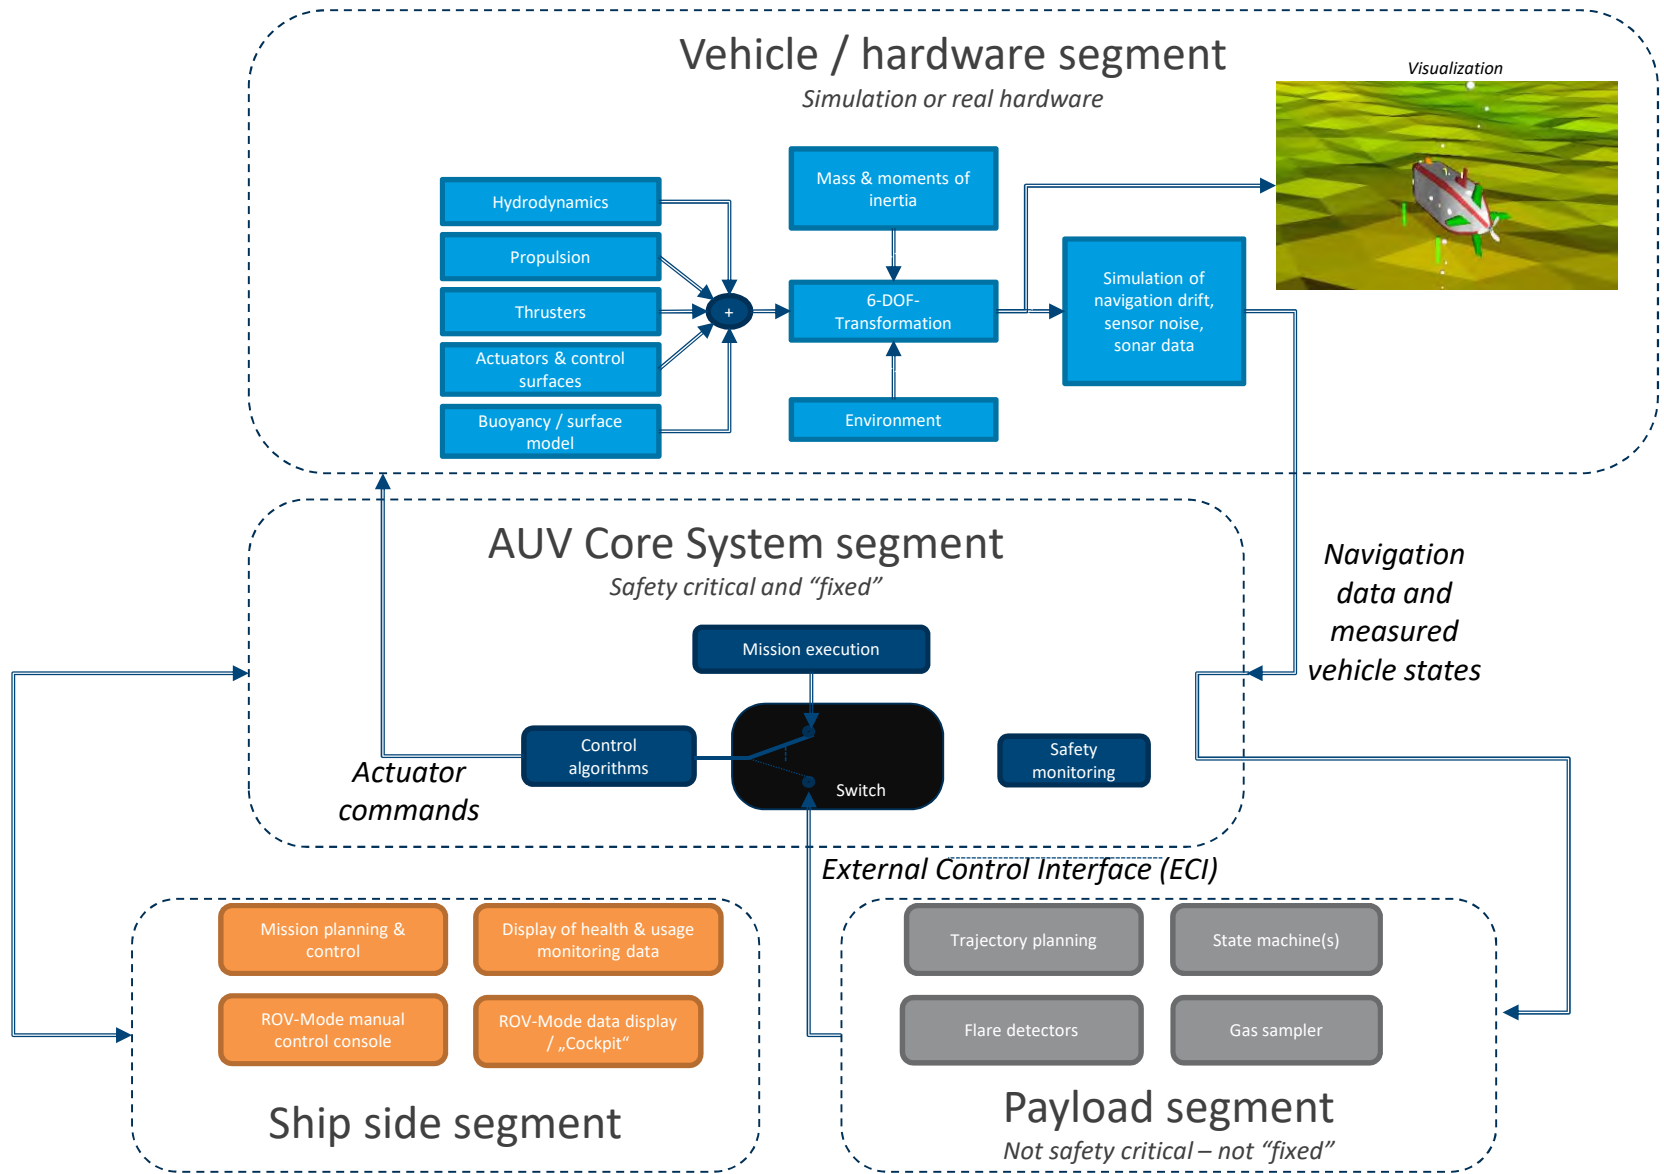 Vehicle / hardware segment
Simulation or real hardware
Visualization
Hydrodynamics
Propulsion
Thrusters
Actuators & control
surfaces
Buoyancy / surface
model
+
Mass & moments of
inertia
6-DOF-
Transformation
Environment
Simulation of
navigation drift,
sensor noise,
sonar data
AUV Core System segment
Safety critical and “fixed”
Mission execution
Control
algorithms
Switch
Safety
monitoring
Actuator
commands
Navigation
data and
measured
vehicle states
External Control Interface (ECI)
Mission planning &
control
Display of health & usage
monitoring data
ROV-Mode manual
control console
ROV-Mode data display
/ „Cockpit“
Ship side segment
Trajectory planning
State machine(s)
Flare detectors
Gas sampler
Payload segment
Not safety critical – not “fixed”